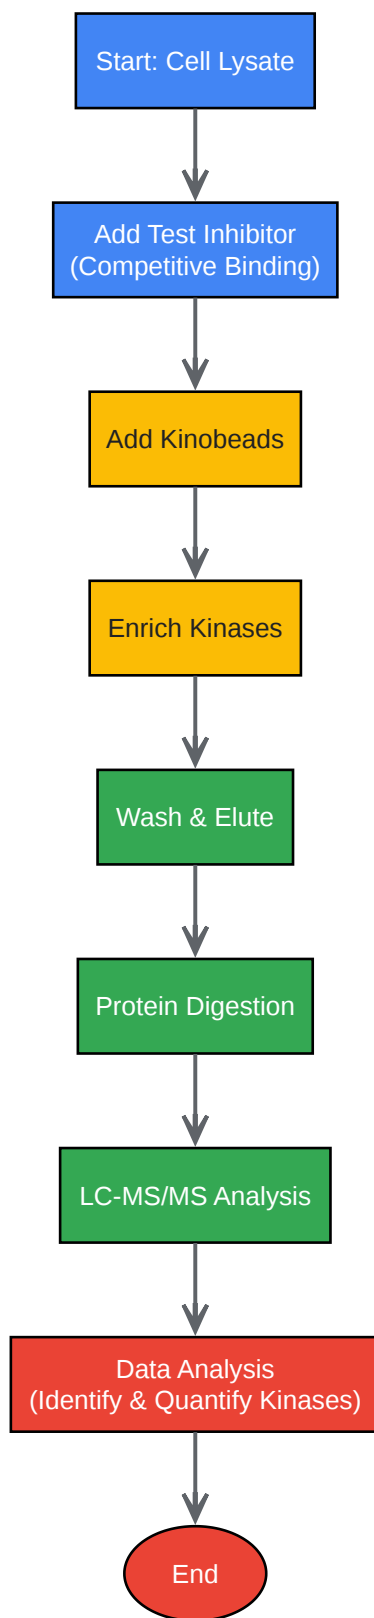 Start: Cell Lysate
Add Test Inhibitor
(Competitive Binding)
Add Kinobeads
Enrich Kinases
Wash & Elute
Protein Digestion
LC-MS/MS Analysis
Data Analysis
(Identify & Quantify Kinases)
End